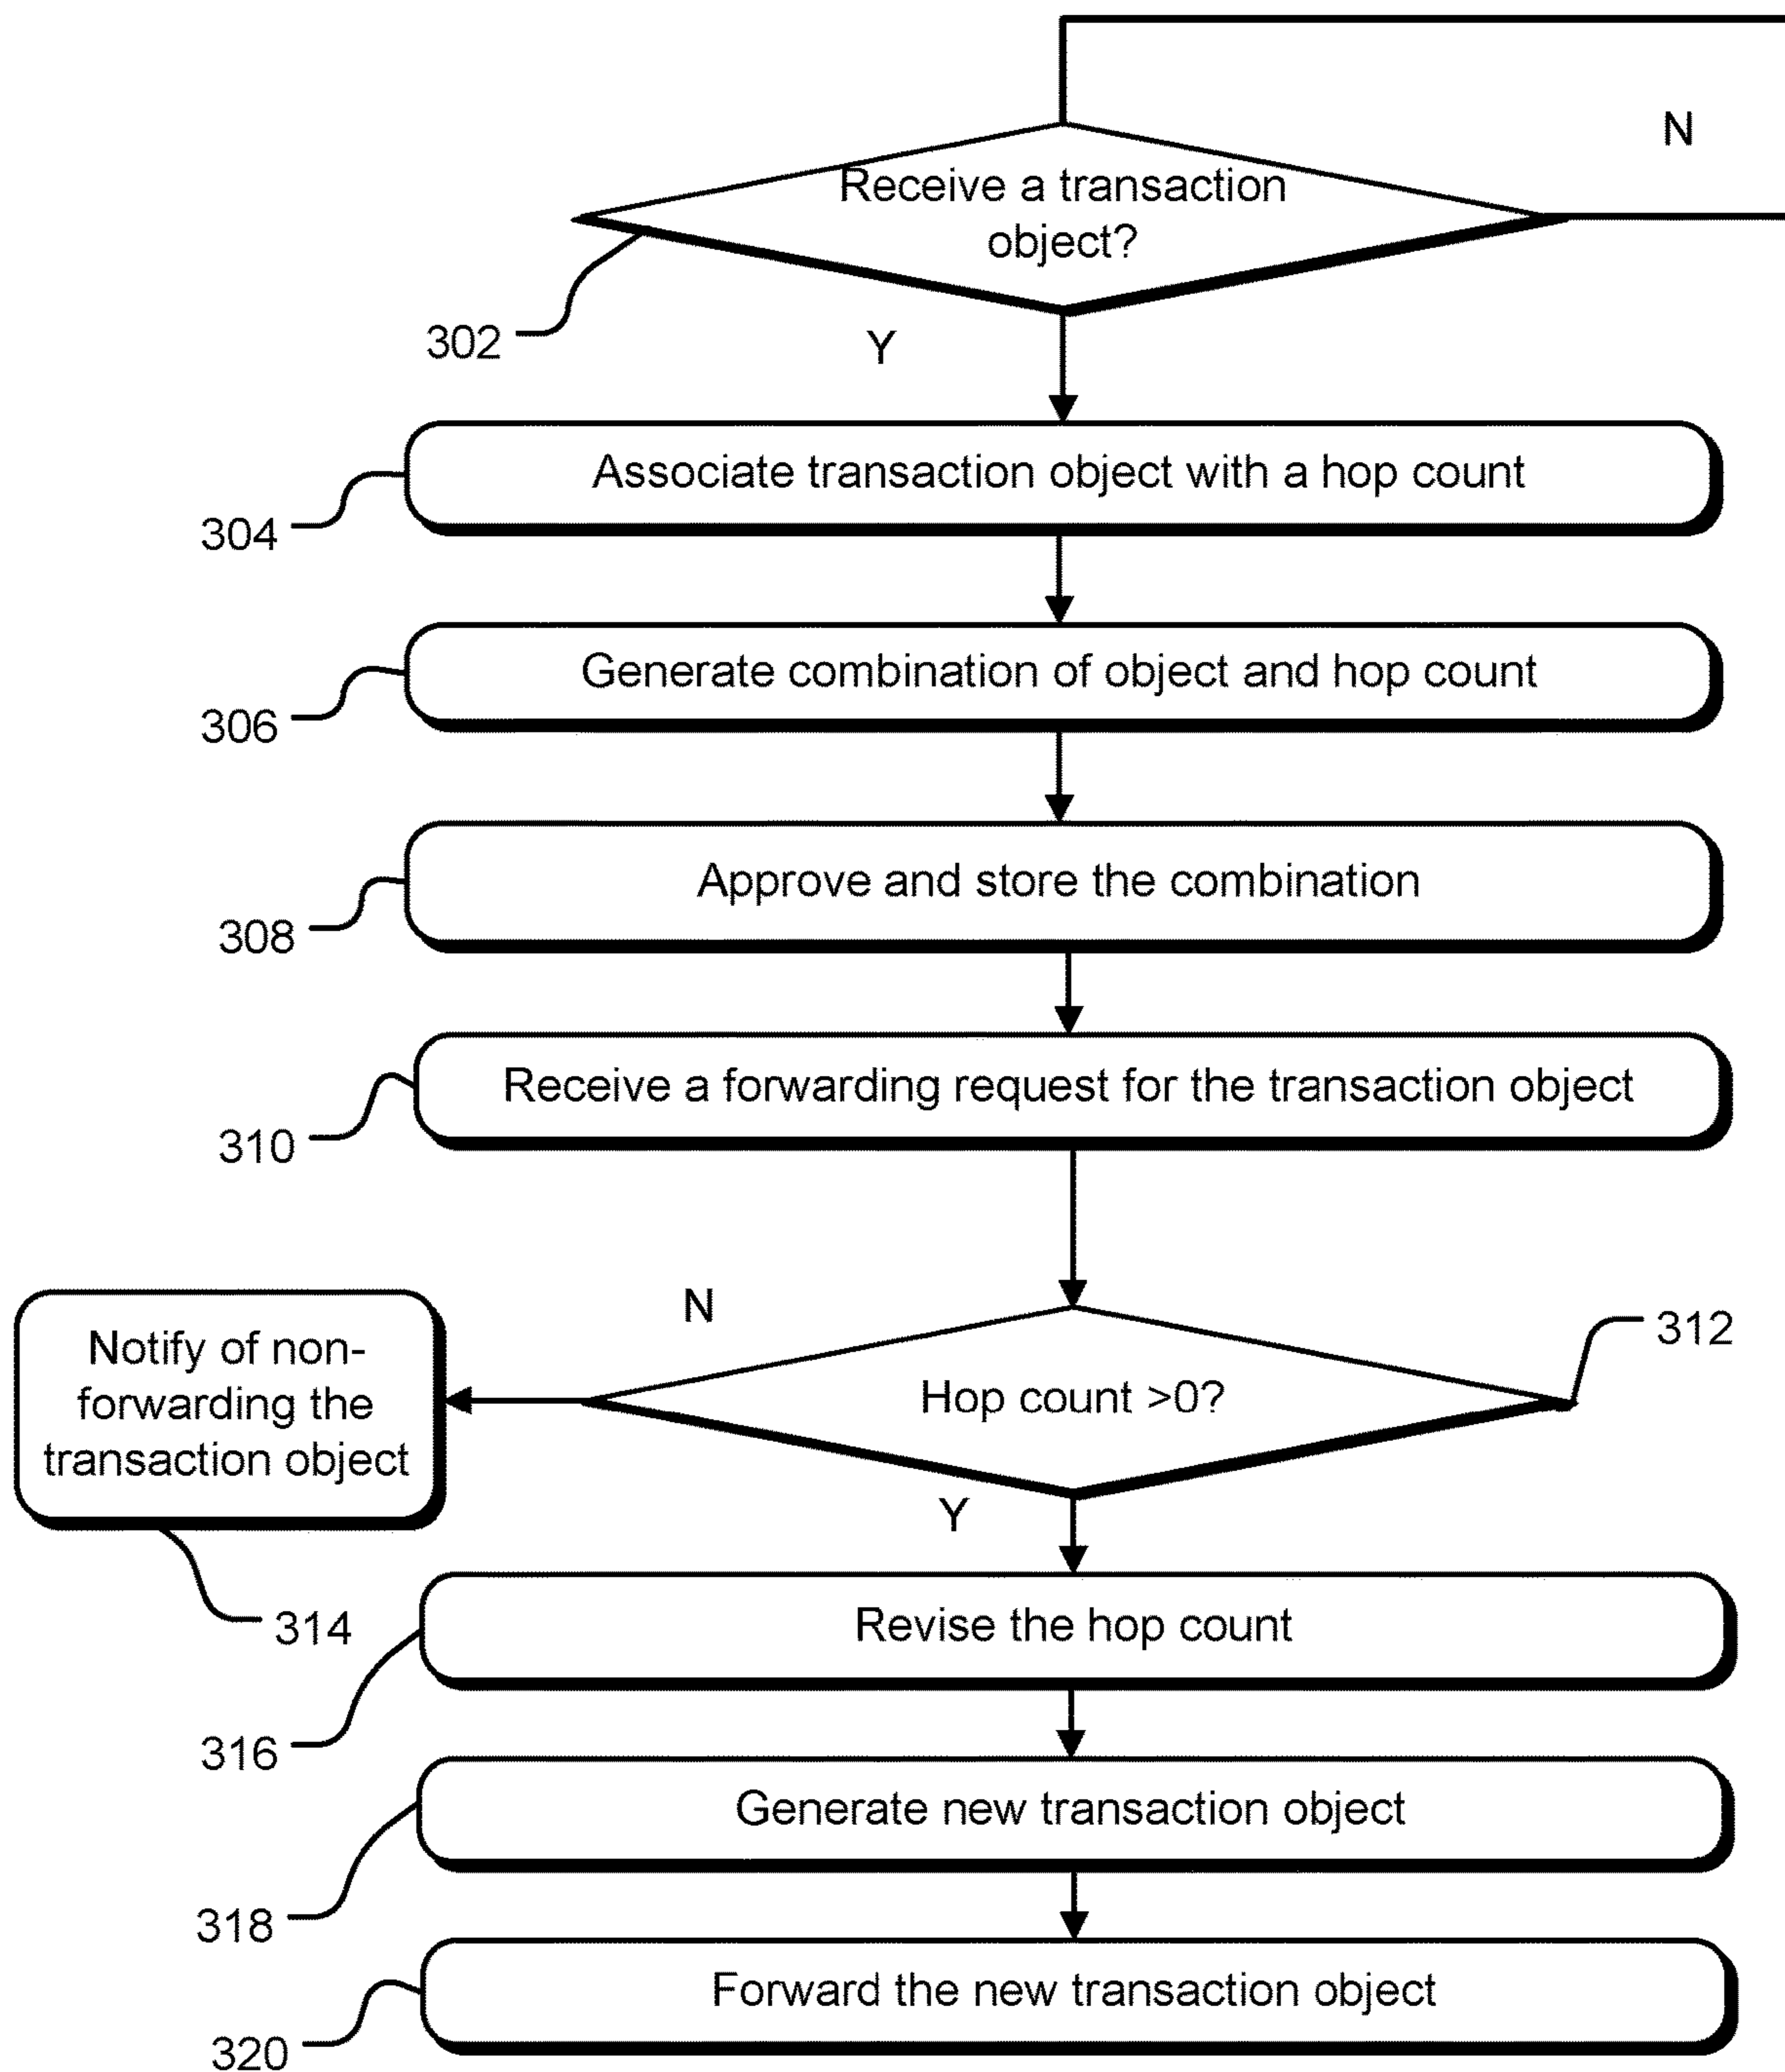 N
Receive a transaction
object?
302
Y
Associate transaction object with a hop count
304
Generate combination of object and hop count
306
Approve and store the combination
308
Receive a forwarding request for the transaction object
310
N
312
Notify of non-
forwarding the
transaction object
Hop count >0?
Y
314
Revise the hop count
316
Generate new transaction object
318
Forward the new transaction object
320